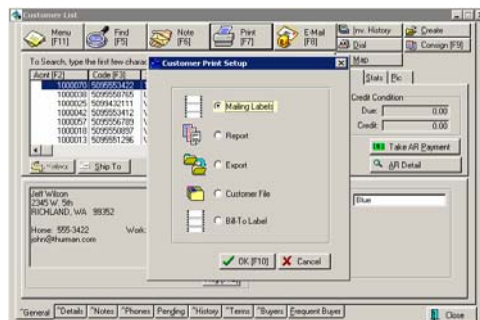 Customer List
Menu [F11]
Find [F5]
Note [F6]
Print [F7]
E-Mail [F8]
Inv. History
Create
Dial
Consign [F9]
Map
To Search, type the first few charac
Acnt [F2] Code [F3]
1000070 5095553422
1000025 5099432111
1000042 5095553412
1000057 5095556789
1000018 5095550897
1000013 5095551296
Ship To
Stats Pic
Credit Condition
Due: 0.00
Credit: 0.00
Take AR Payment
AR Detail
Customer Print Setup
Mailing Labels
Report
Export
Customer File
Bill-To Label
OK [F10] Cancel
Jeff Wilson
2345 W. 5th
RICHLAND, WA 99352
Home: 555-3422 Work:
john@thurman.com
Blue
General Details Notes Phones Pending History Terms Buyers Frequent Buyer
Close